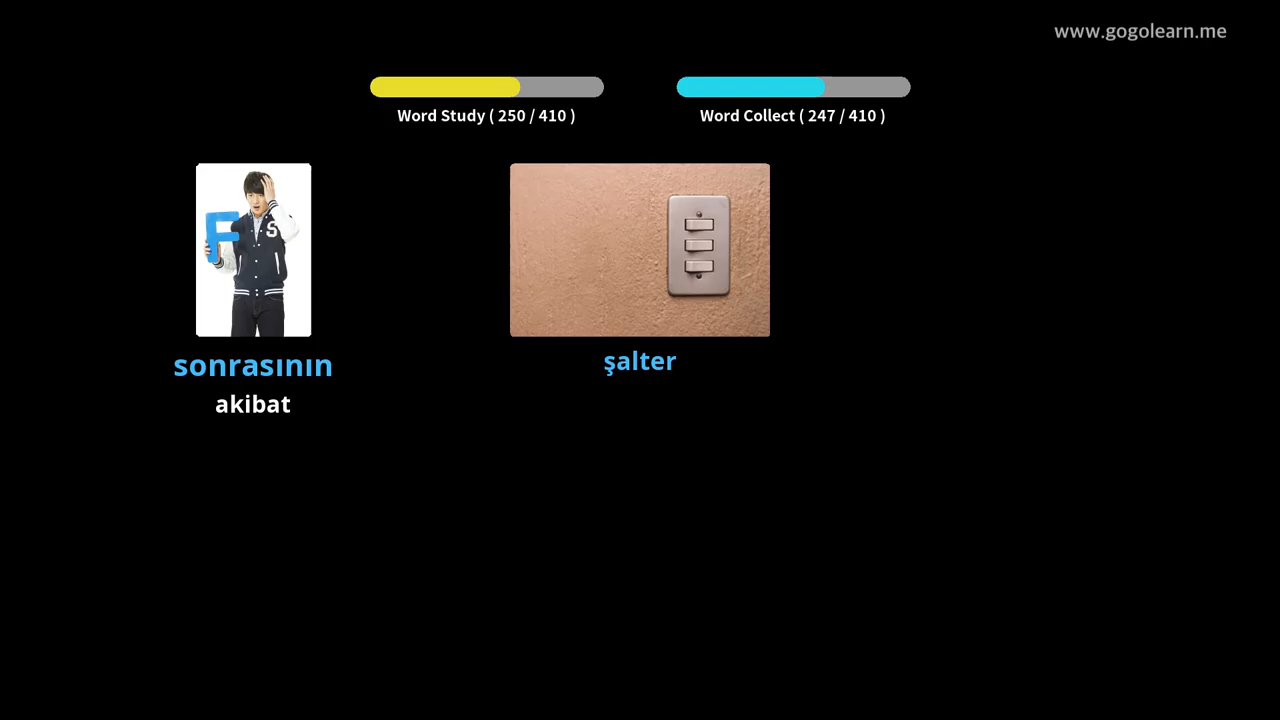 www.gogolearn.me
Word Study ( 250 / 410 )
Word Collect ( 247 / 410 )
F
S
sonrasının
akibat
şalter